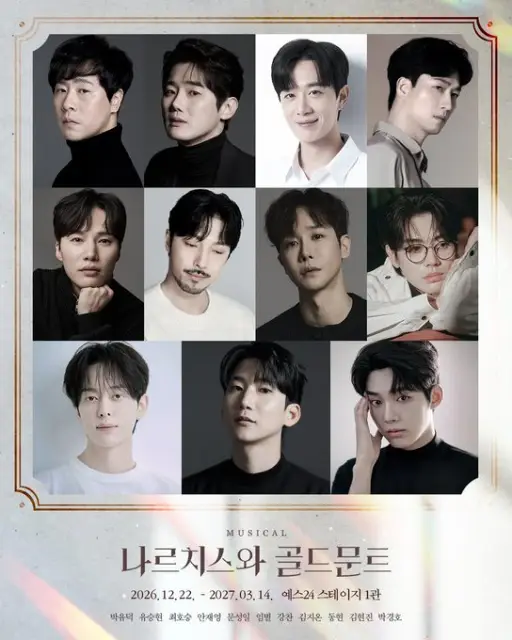 MUSICAL
나르치스와 골드문트
2026.12.22. - 2027.03.14. 예스24 스테이지 1관
박유덕 유승현 최호승 안재영 문성일 임별 강찬 김지온 동현 김현진 박경호